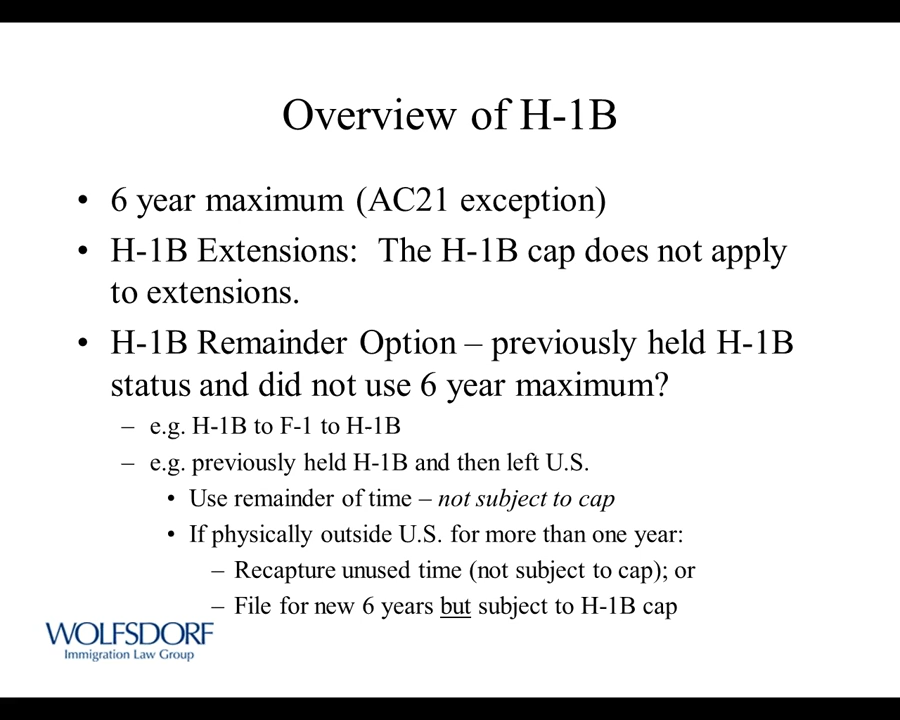 Overview of H-1B
• 6 year maximum (AC21 exception)
• H-1B Extensions:  The H-1B cap does not apply
to extensions.
• H-1B Remainder Option – previously held H-1B
status and did not use 6 year maximum?
– e.g. H-1B to F-1 to H-1B
– e.g. previously held H-1B and then left U.S.
• Use remainder of time – not subject to cap
• If physically outside U.S. for more than one year:
– Recapture unused time (not subject to cap); or
– File for new 6 years but subject to H-1B cap
WOLFSDORF
Immigration Law Group